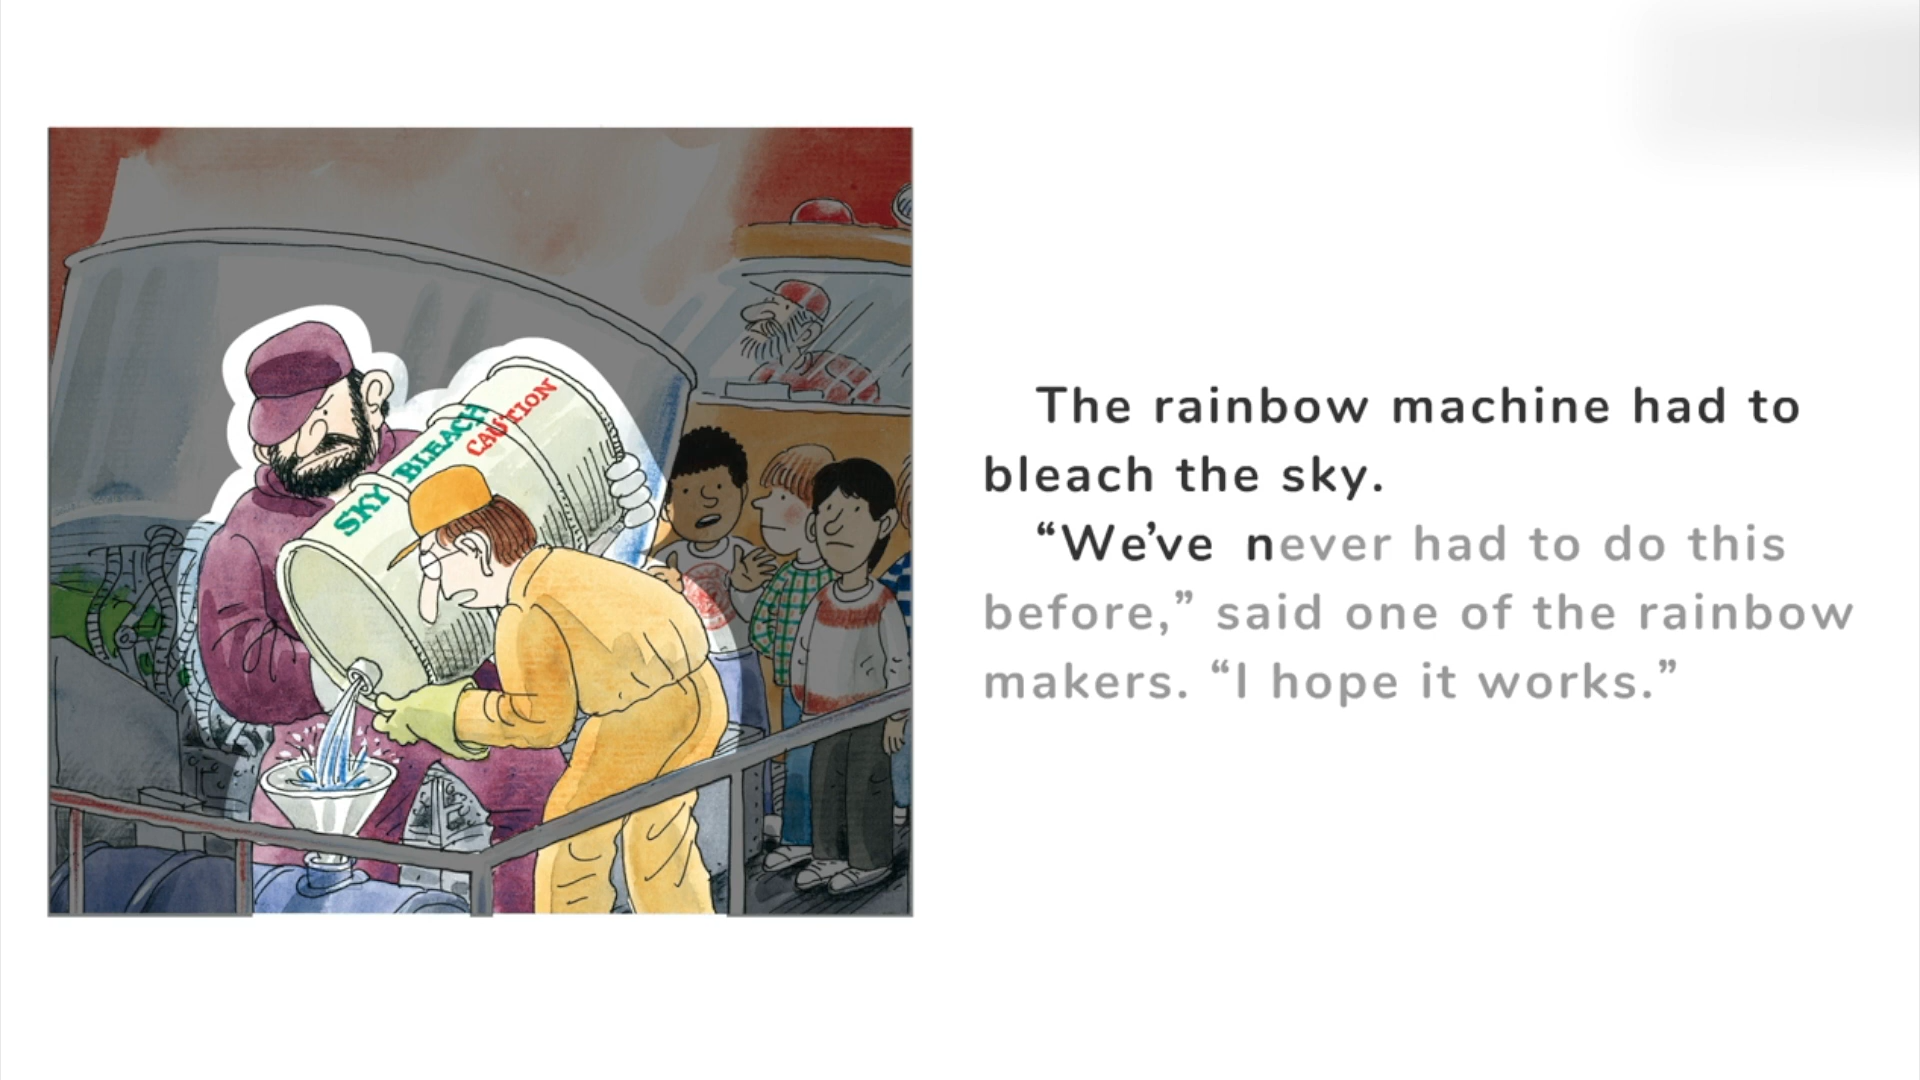 SKY BLEACH
CAUTION
The rainbow machine had to
bleach the sky.
“We’ve never had to do this
before,” said one of the rainbow
makers. “I hope it works.”